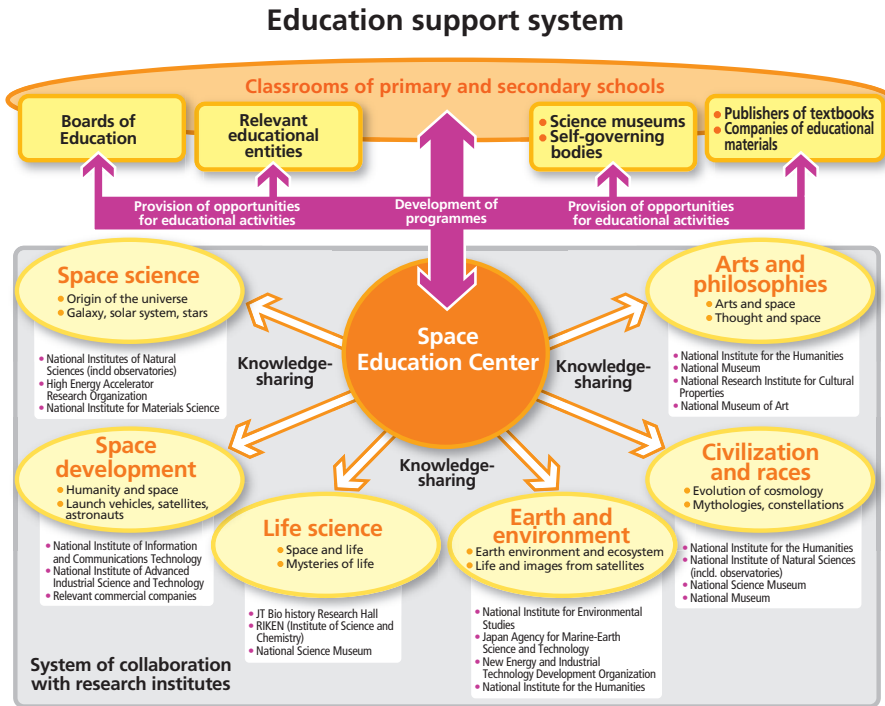 Education support system
Classrooms of primary and secondary schools
Boards of
Education
Relevant
educational
entities
• Science museums
• Self-governing
bodies
• Publishers of textbooks
• Companies of educational
materials
Provision of opportunities
for educational activities
Development of
programmes
Provision of opportunities
for educational activities
Space science
• Origin of the universe
• Galaxy, solar system, stars
• National Institutes of Natural
Sciences (incld observatories)
• High Energy Accelerator
Research Organization
• National Institute for Materials Science
Knowledge-
sharing
Space
Education Center
Knowledge-
sharing
Arts and
philosophies
• Arts and space
• Thought and space
• National Institute for the Humanities
• National Museum
• National Research Institute for Cultural
Properties
• National Museum of Art
Space
development
• Humanity and space
• Launch vehicles, satellites,
astronauts
• National Institute of Information
and Communications Technology
• National Institute of Advanced
Industrial Science and Technology
• Relevant commercial companies
Knowledge-
sharing
Life science
• Space and life
• Mysteries of life
• JT Bio history Research Hall
• RIKEN (Institute of Science and
Chemistry)
• National Science Museum
Earth and
environment
• Earth environment and ecosystem
• Life and images from satellites
• National Institute for Environmental
Studies
• Japan Agency for Marine-Earth
Science and Technology
• New Energy and Industrial
Technology Development Organization
• National Institute for the Humanities
Civilization
and races
• Evolution of cosmology
• Mythologies, constellations
• National Institute for the Humanities
• National Institute of Natural Sciences
(incld. observatories)
• National Science Museum
• National Museum
System of collaboration
with research institutes